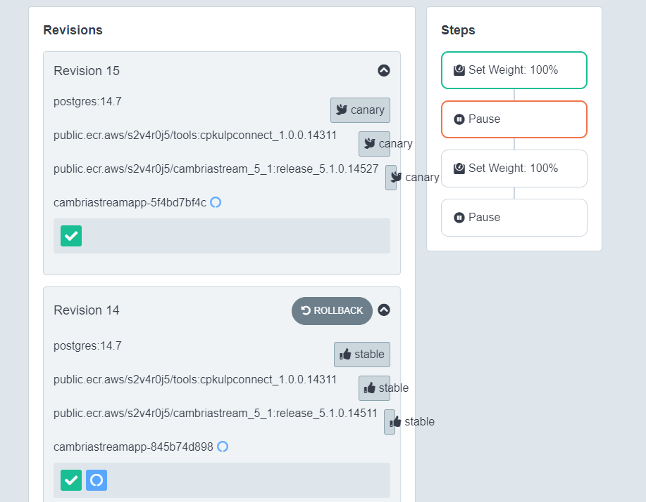 Revisions
Revision 15
postgres:14.7
canary
public.ecr.aws/s2v4r0j5/tools:cpkulpconnect_1.0.0.14311
canary
public.ecr.aws/s2v4r0j5/cambriastream_5_1:release_5.1.0.14527
canary
cambriastreamapp-5f4bd7bf4c
Revision 14
ROLLBACK
postgres:14.7
stable
public.ecr.aws/s2v4r0j5/tools:cpkulpconnect_1.0.0.14311
stable
public.ecr.aws/s2v4r0j5/cambriastream_5_1:release_5.1.0.14511
stable
cambriastreamapp-845b74d898
Steps
Set Weight: 100%
Pause
Set Weight: 100%
Pause